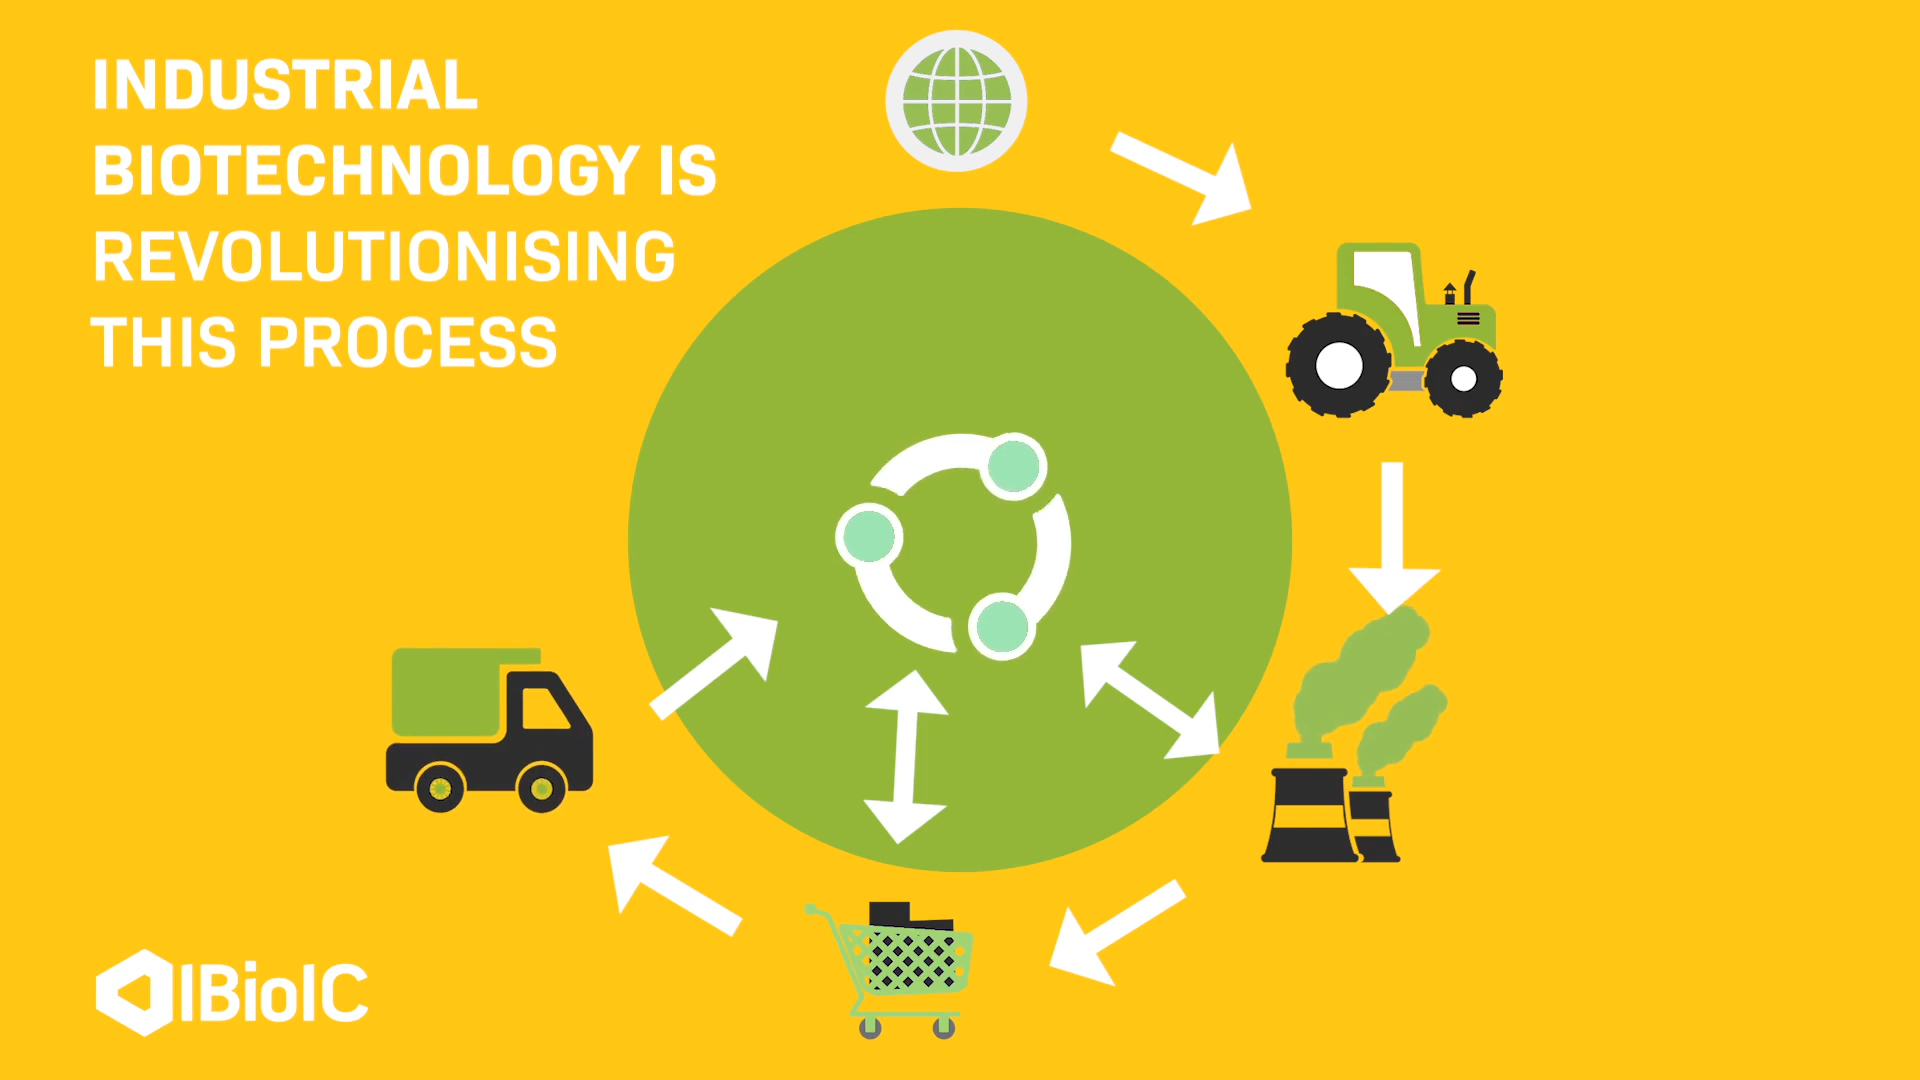 INDUSTRIAL
BIOTECHNOLOGY IS
REVOLUTIONISING
THIS PROCESS
IBioIC